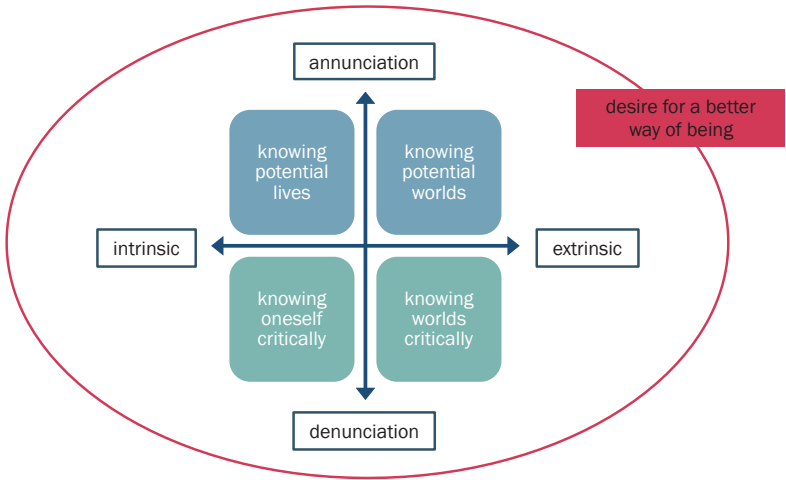 annunciation
desire for a better
way of being
knowing
potential
lives
knowing
potential
worlds
intrinsic
extrinsic
knowing
oneself
critically
knowing
worlds
critically
denunciation